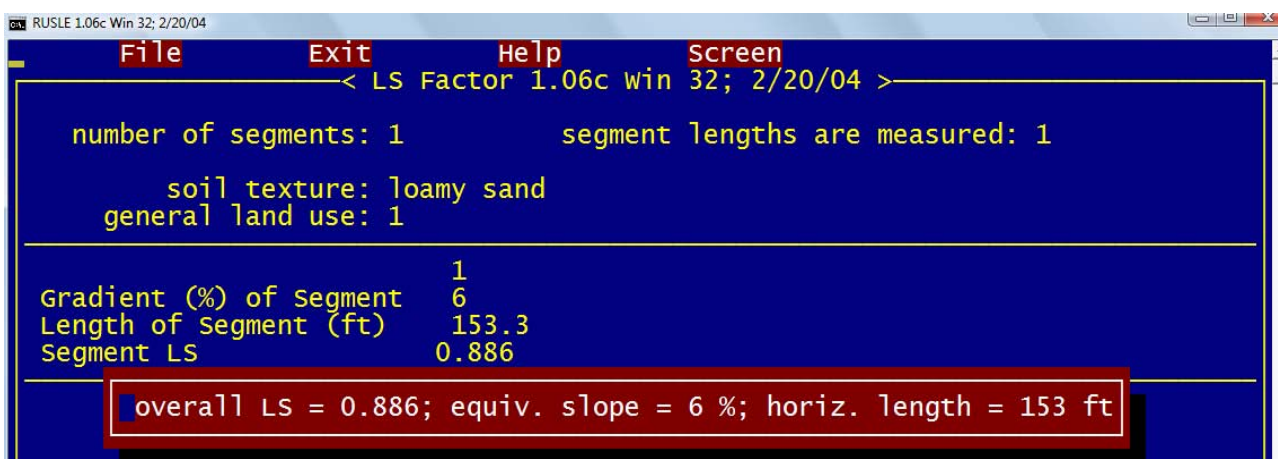 RUSLE 1.06c Win 32; 2/20/04
File Exit Help Screen
< LS Factor 1.06c Win 32; 2/20/04 >
number of segments: 1 segment lengths are measured: 1
soil texture: loamy sand
general land use: 1
1
Gradient (%) of Segment 6
Length of Segment (ft) 153.3
Segment LS 0.886
overall LS = 0.886; equiv. slope = 6 %; horiz. length = 153 ft